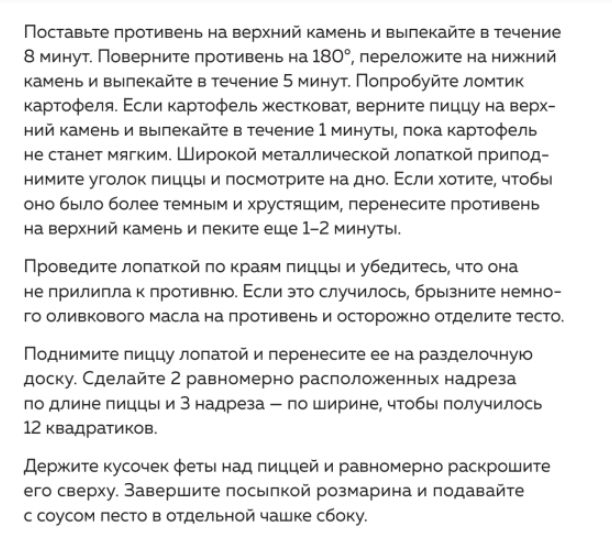 Поставьте противень на верхний камень и выпекайте в течение
8 минут. Поверните противень на 180°, переложите на нижний
камень и выпекайте в течение 5 минут. Попробуйте ломтик
картофеля. Если картофель жестковат, верните пиццу на верх-
ний камень и выпекайте в течение 1 минуты, пока картофель
не станет мягким. Широкой металлической лопаткой припод-
нимите уголок пиццы и посмотрите на дно. Если хотите, чтобы
оно было более темным и хрустящим, перенесите противень
на верхний камень и пеките еще 1–2 минуты.
Проведите лопаткой по краям пиццы и убедитесь, что она
не прилипла к противню. Если это случилось, брызните немно-
го оливкового масла на противень и осторожно отделите тесто.
Поднимите пиццу лопатой и перенесите ее на разделочную
доску. Сделайте 2 равномерно расположенных надреза
по длине пиццы и 3 надреза — по ширине, чтобы получилось
12 квадратиков.
Держите кусочек феты над пиццей и равномерно раскрошите
его сверху. Завершите посыпкой розмарина и подавайте
с соусом песто в отдельной чашке сбоку.